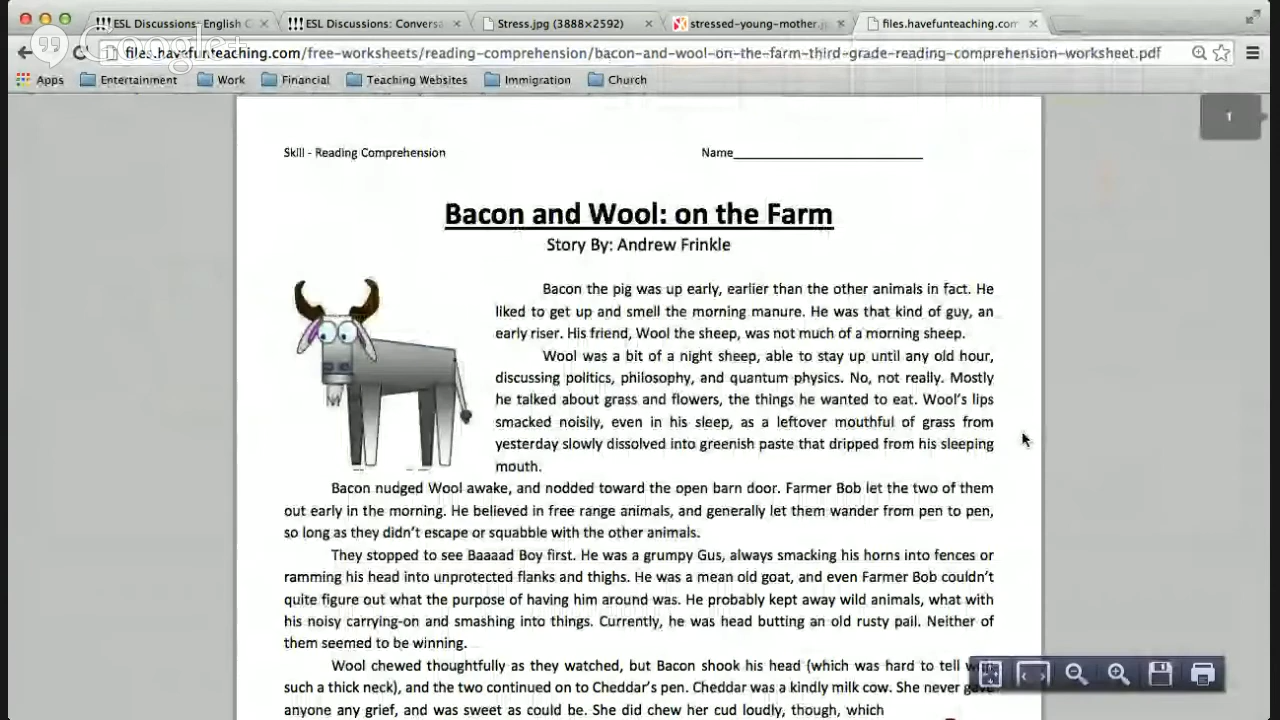 ESL Discussions: English C
ESL Discussions: Conversa
Stress.jpg (3888×2592)
stressed-young-mother.
files.havefunteaching.com
Google+
files.havefunteaching.com/free-worksheets/reading-comprehension/bacon-and-wool-on-the-farm-third-grade-reading-comprehension-worksheet.pdf
Apps Entertainment Work Financial Teaching Websites Immigration Church
1
Skill - Reading Comprehension Name
Bacon and Wool: on the Farm
Story By: Andrew Frinkle
Bacon the pig was up early, earlier than the other animals in fact. He
liked to get up and smell the morning manure. He was that kind of guy, an
early riser. His friend, Wool the sheep, was not much of a morning sheep.
Wool was a bit of a night sheep, able to stay up until any old hour,
discussing politics, philosophy, and quantum physics. No, not really. Mostly
he talked about grass and flowers, the things he wanted to eat. Wool's lips
smacked noisily, even in his sleep, as a leftover mouthful of grass from
yesterday slowly dissolved into greenish paste that dripped from his sleeping
mouth.
Bacon nudged Wool awake, and nodded toward the open barn door. Farmer Bob let the two of them
out early in the morning. He believed in free range animals, and generally let them wander from pen to pen,
so long as they didn't escape or squabble with the other animals.
They stopped to see Baaaad Boy first. He was a grumpy Gus, always smacking his horns into fences or
ramming his head into unprotected flanks and thighs. He was a mean old goat, and even Farmer Bob couldn't
quite figure out what the purpose of having him around was. He probably kept away wild animals, what with
his noisy carrying-on and smashing into things. Currently, he was head butting an old rusty pail. Neither of
them seemed to be winning.
Wool chewed thoughtfully as they watched, but Bacon shook his head (which was hard to tell
such a thick neck), and the two continued on to Cheddar's pen. Cheddar was a kindly milk cow. She never
anyone any grief, and was sweet as could be. She did chew her cud loudly, though, which